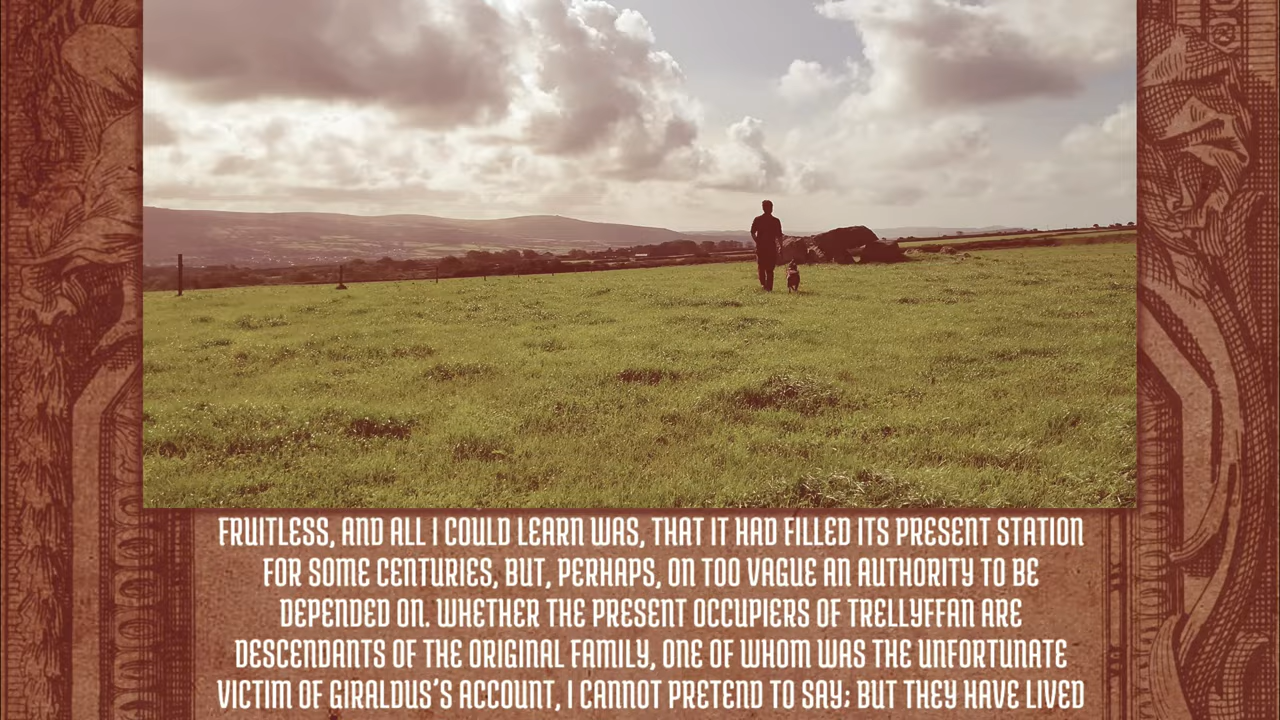 FRUITLESS, AND ALL I COULD LEARN WAS, THAT IT HAD FILLED ITS PRESENT STATION
FOR SOME CENTURIES, BUT, PERHAPS, ON TOO VAGUE AN AUTHORITY TO BE
DEPENDED ON. WHETHER THE PRESENT OCCUPIERS OF TRELLYFFAN ARE
DESCENDANTS OF THE ORIGINAL FAMILY, ONE OF WHOM WAS THE UNFORTUNATE
VICTIM OF GIRALDUS'S ACCOUNT, I CANNOT PRETEND TO SAY; BUT THEY HAVE LIVED